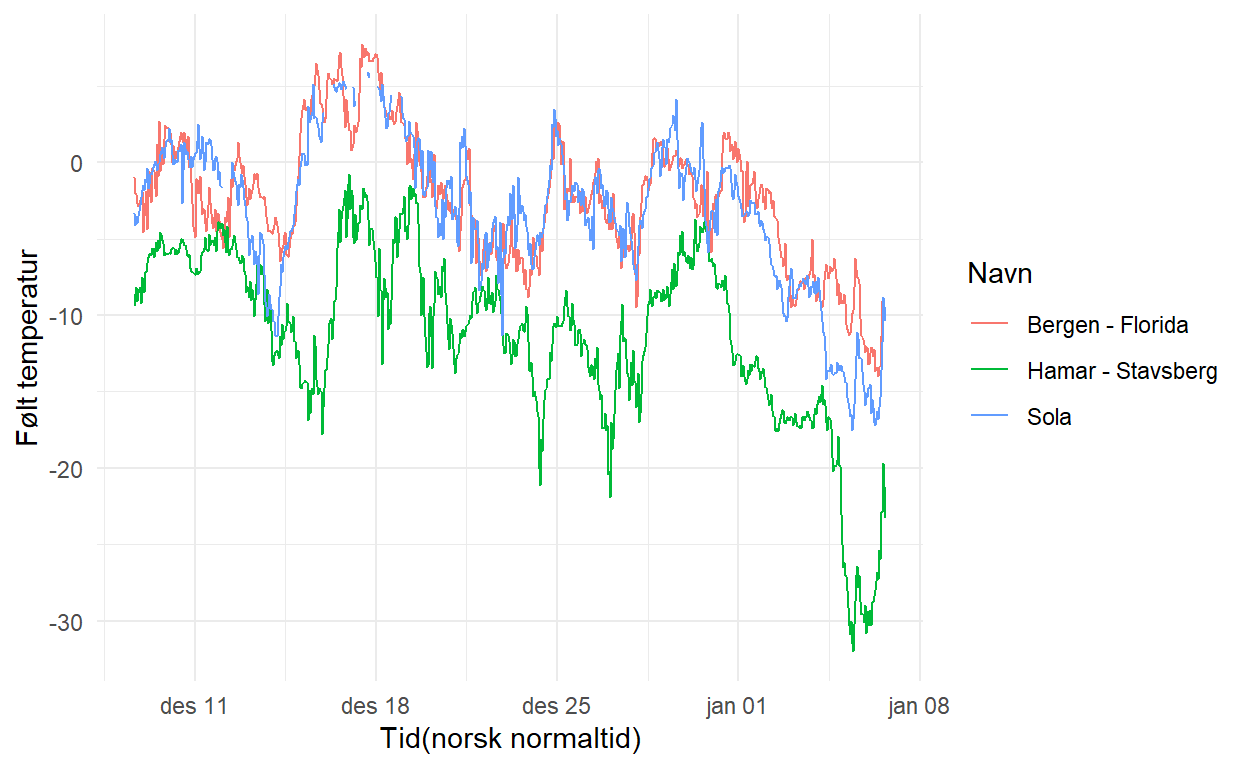 Følt temperatur
0
-10
-20
-30
des 11
des 18
des 25
jan 01
jan 08
Tid(norsk normaltid)
Navn
Bergen - Florida
Hamar - Stavsberg
Sola